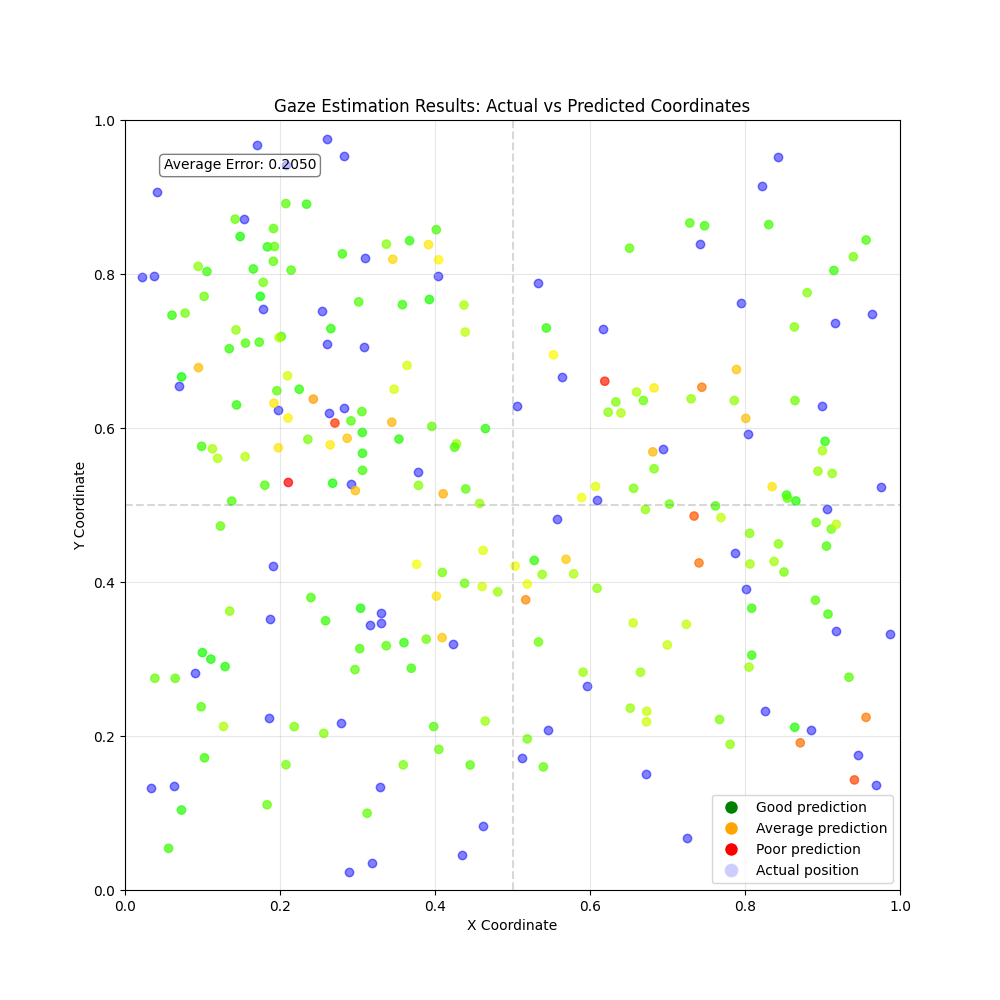 Gaze Estimation Results: Actual vs Predicted Coordinates
Average Error: 0.2050
1.0
0.8
0.6
0.4
0.2
0.0
Y Coordinate
0.0 0.2 0.4 0.6 0.8 1.0
X Coordinate
Good prediction
Average prediction
Poor prediction
Actual position